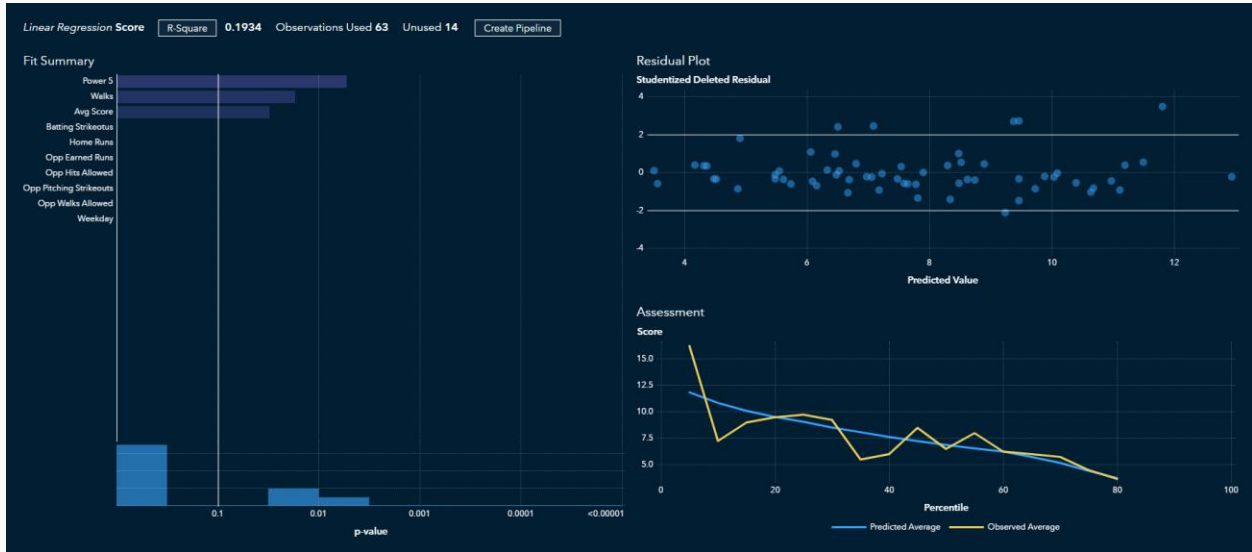 Linear Regression Score R-Square 0.1934 Observations Used 63 Unused 14 Create Pipeline
Fit Summary
Power 5
Walks
Avg Score
Batting Strikeotus
Home Runs
Opp Earned Runs
Opp Hits Allowed
Opp Pitching Strikeouts
Opp Walks Allowed
Weekday
0.1 0.01 0.001 0.0001 <0.00001
p-value
Residual Plot
Studentized Deleted Residual
4
2
0
-2
-4
4 6 8 10 12
Predicted Value
Assessment
Score
15.0
12.5
10.0
7.5
5.0
0 20 40 60 80 100
Percentile
Predicted Average Observed Average